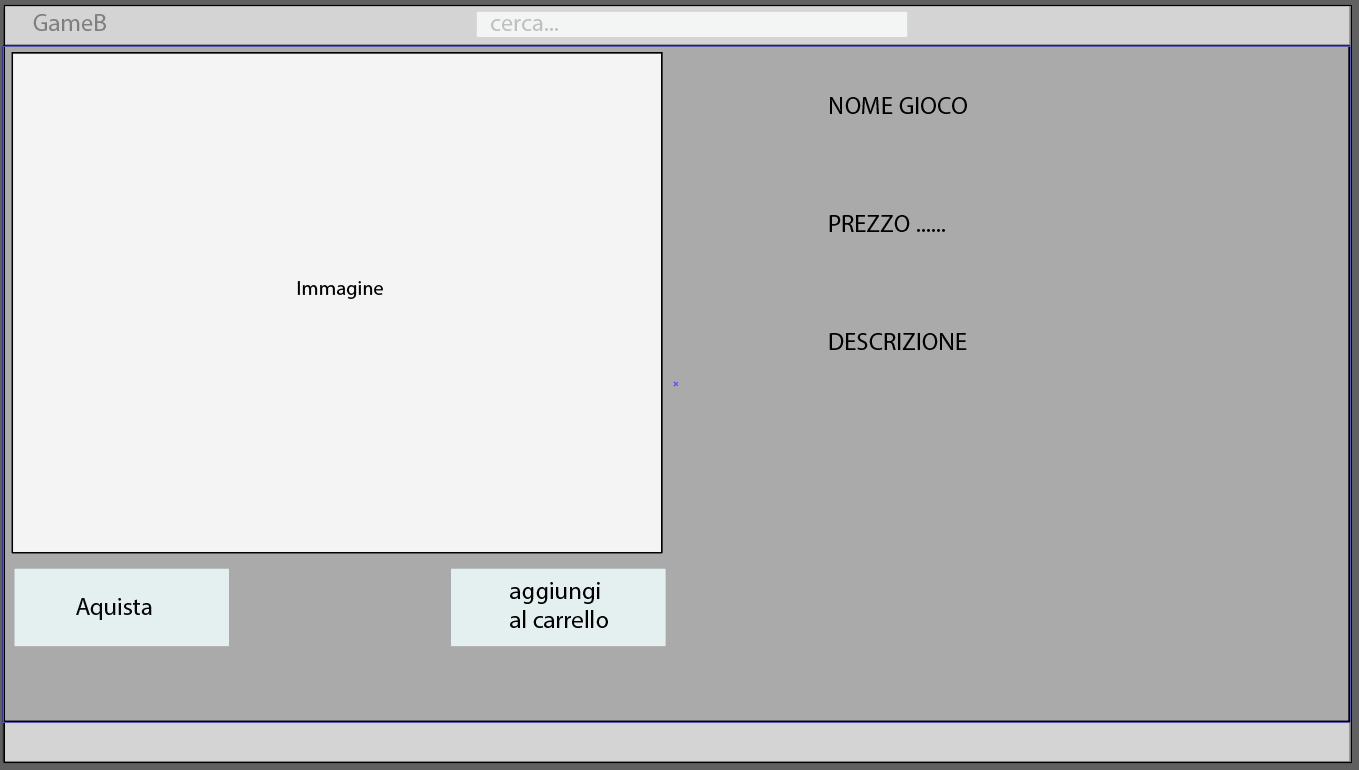 GameB
cerca...
Immagine
NOME GIOCO
PREZZO ......
DESCRIZIONE
Aquista
aggiungi
al carrello